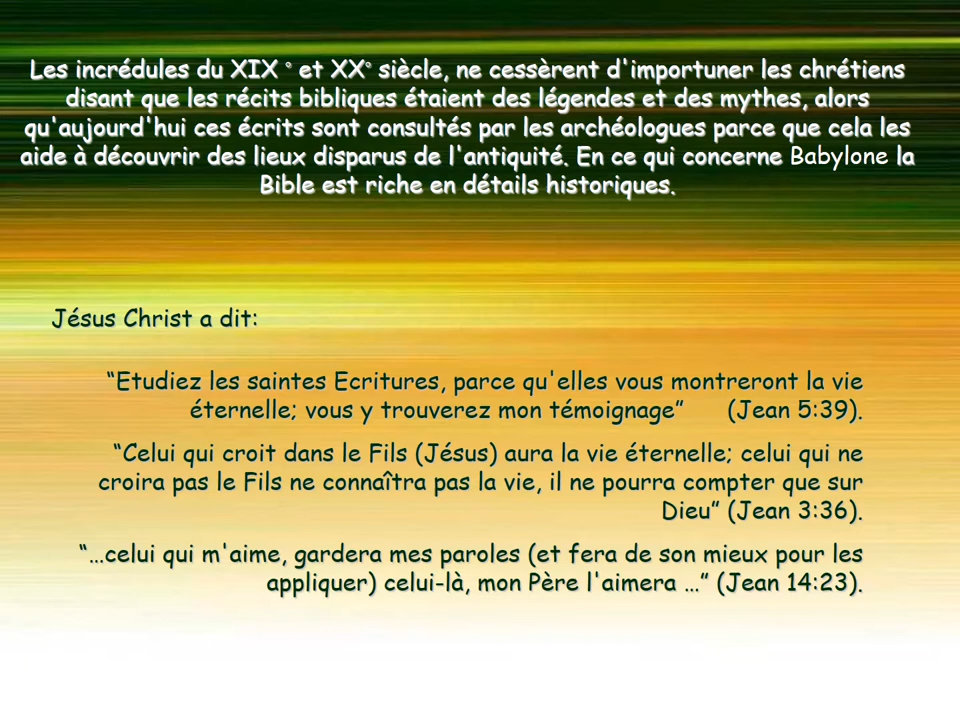 Les incrédules du XIX ° et XX° siècle, ne cessèrent d'importuner les chrétiens
disant que les récits bibliques étaient des légendes et des mythes, alors
qu'aujourd'hui ces écrits sont consultés par les archéologues parce que cela les
aide à découvrir des lieux disparus de l'antiquité. En ce qui concerne Babylone la
Bible est riche en détails historiques.
Jésus Christ a dit:
“Etudiez les saintes Ecritures, parce qu'elles vous montreront la vie
éternelle; vous y trouverez mon témoignage” (Jean 5:39).
“Celui qui croit dans le Fils (Jésus) aura la vie éternelle; celui qui ne
croira pas le Fils ne connaîtra pas la vie, il ne pourra compter que sur
Dieu” (Jean 3:36).
“…celui qui m'aime, gardera mes paroles (et fera de son mieux pour les
appliquer) celui-là, mon Père l'aimera …” (Jean 14:23).